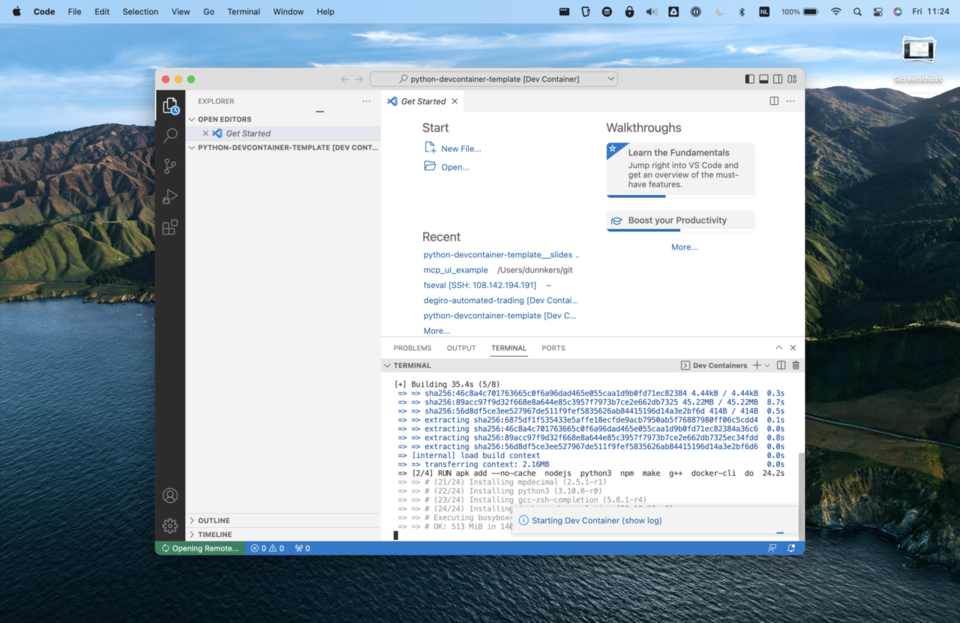 Code File Edit Selection View Go Terminal Window Help
NL 100% Fri 11:24
Screenshots
python-devcontainer-template [Dev Container]
EXPLORER
OPEN EDITORS
Get Started
PYTHON-DEVCONTAINER-TEMPLATE [DEV CONT...
OUTLINE
TIMELINE
Get Started
Start
New File...
Open...
Recent
python-devcontainer-template__slides ..
mcp_ui_example /Users/dunnkers/git
fseval [SSH: 108.142.194.191] ~
degiro-automated-trading [Dev Contai...
python-devcontainer-template [Dev C...
More...
Walkthroughs
Learn the Fundamentals
Jump right into VS Code and
get an overview of the must-
have features.
Boost your Productivity
More...
PROBLEMS OUTPUT TERMINAL PORTS
TERMINAL
Dev Containers
[+] Building 35.4s (5/8)
=> => sha256:46c8a4c701763665c0f6a96dad465e055caa1d9b0fd71ec82384 4.44kB / 4.44kB 0.3s
=> => sha256:89acc97f9d32f668e8a644e85c3957f7973b7ce2e662db7325 45.22MB / 45.22MB 8.7s
=> => sha256:56d8df5ce3ee527967de511f9fef5835626ab84415196d14a3e2bf6d 414B / 414B 0.5s
=> => extracting sha256:6875df1f535433e5affe18ecfde9acb7950ab5f76887980ff06c5cdd4 0.1s
=> => extracting sha256:46c8a4c701763665c0f6a96dad465e055caa1d9b0fd71ec82384a36c6 0.0s
=> => extracting sha256:89acc97f9d32f668e8a644e85c3957f7973b7ce2e662db7325ec34fdd 0.8s
=> => extracting sha256:56d8df5ce3ee527967de511f9fef5835626ab84415196d14a3e2bf6d6 0.0s
=> [internal] load build context 0.0s
=> => transferring context: 2.16MB 0.0s
=> [2/4] RUN apk add --no-cache nodejs python3 npm make g++ docker-cli do 24.2s
=> => # (21/24) Installing mpdecimal (2.5.1-r1)
=> => # (22/24) Installing python3 (3.10.8-r0)
=> => # (23/24) Installing gcc-zsh-completion (5.8.1-r4)
=> => # (24/24) Installing
=> => # Executing busybox-
=> => # OK: 513 MiB in 146
Starting Dev Container (show log)
Opening Remote... 0 0 0